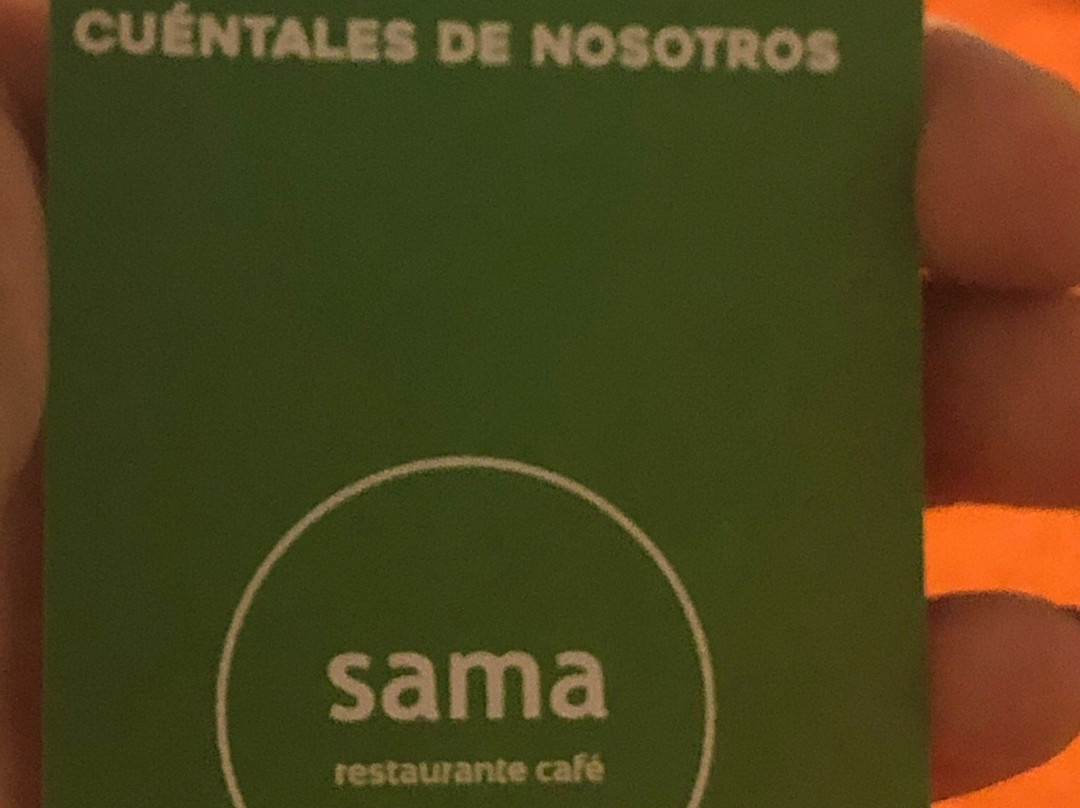 CUÉNTALES DE NOSOTROS
sama
restaurante café